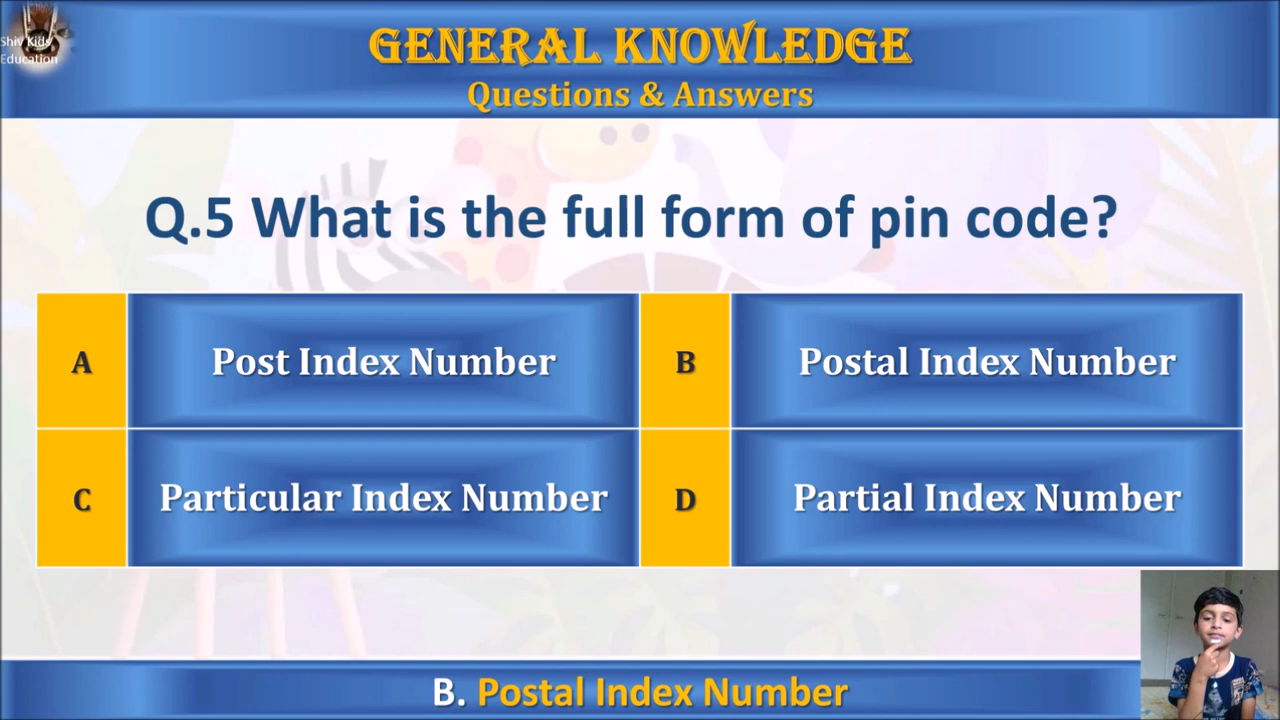 Shiv Kids
Education
GENERAL KNOWLEDGE
Questions & Answers
Q.5 What is the full form of pin code?
A Post Index Number B Postal Index Number
C Particular Index Number D Partial Index Number
B. Postal Index Number